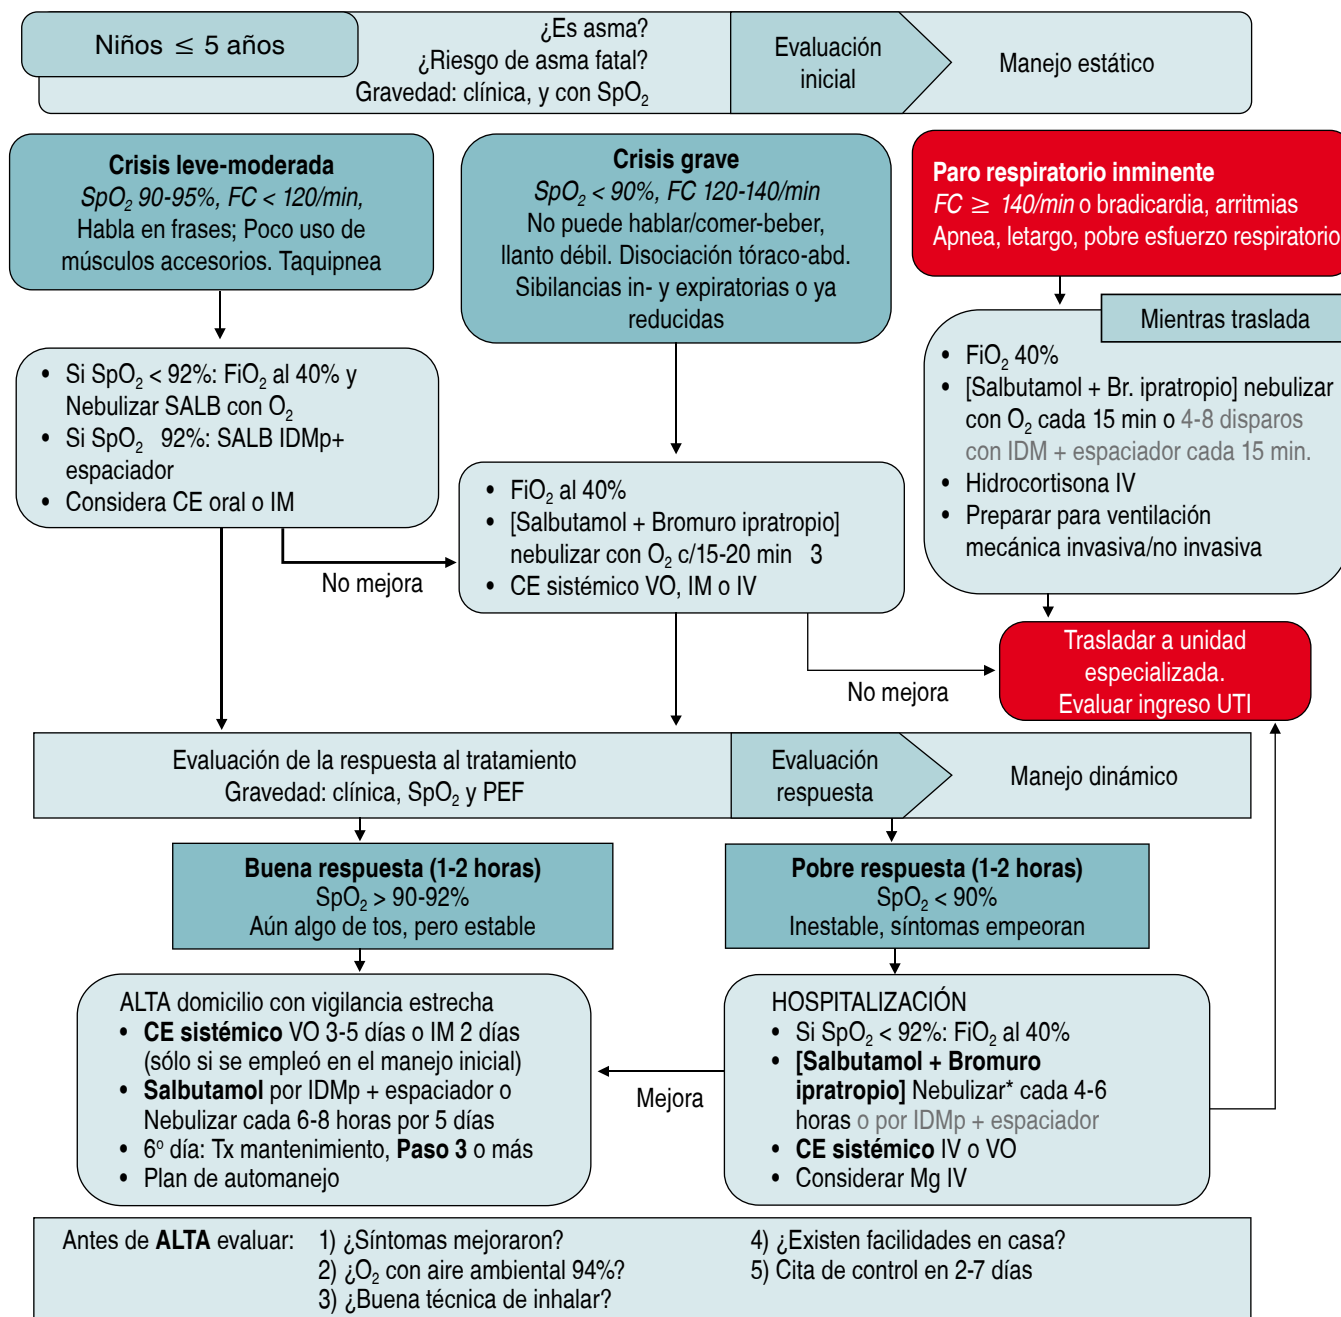 Niños ≤ 5 años
¿Es asma?
¿Riesgo de asma fatal?
Gravedad: clínica, y con SpO₂
Evaluación
inicial
Manejo estático
Crisis leve-moderada
SpO₂ 90-95%, FC < 120/min,
Habla en frases; Poco uso de
músculos accesorios. Taquipnea
Crisis grave
SpO₂ < 90%, FC 120-140/min
No puede hablar/comer-beber,
llanto débil. Disociación tóraco-abd.
Sibilancias in- y expiratorias o ya
reducidas
Paro respiratorio inminente
FC ≥ 140/min o bradicardia, arritmias
Apnea, letargo, pobre esfuerzo respiratorio
• Si SpO₂ < 92%: FiO₂ al 40% y
Nebulizar SALB con O₂
• Si SpO₂ 92%: SALB IDMp+
espaciador
• Considera CE oral o IM
No mejora
• FiO₂ al 40%
• [Salbutamol + Bromuro ipratropio]
nebulizar con O₂ c/15-20 min 3
• CE sistémico VO, IM o IV
No mejora
Mientras traslada
• FiO₂ 40%
• [Salbutamol + Br. ipratropio] nebulizar
con O₂ cada 15 min o 4-8 disparos
con IDM + espaciador cada 15 min.
• Hidrocortisona IV
• Preparar para ventilación
mecánica invasiva/no invasiva
Trasladar a unidad
especializada.
Evaluar ingreso UTI
Evaluación de la respuesta al tratamiento
Gravedad: clínica, SpO₂ y PEF
Evaluación
respuesta
Manejo dinámico
Buena respuesta (1-2 horas)
SpO₂ > 90-92%
Aún algo de tos, pero estable
Pobre respuesta (1-2 horas)
SpO₂ < 90%
Inestable, síntomas empeoran
ALTA domicilio con vigilancia estrecha
• CE sistémico VO 3-5 días o IM 2 días
(sólo si se empleó en el manejo inicial)
• Salbutamol por IDMp + espaciador o
Nebulizar cada 6-8 horas por 5 días
• 6º día: Tx mantenimiento, Paso 3 o más
• Plan de automanejo
Mejora
HOSPITALIZACIÓN
• Si SpO₂ < 92%: FiO₂ al 40%
• [Salbutamol + Bromuro
ipratropio] Nebulizar* cada 4-6
horas o por IDMp + espaciador
• CE sistémico IV o VO
• Considerar Mg IV
Antes de ALTA evaluar:
1) ¿Síntomas mejoraron?
2) ¿O₂ con aire ambiental 94%?
3) ¿Buena técnica de inhalar?
4) ¿Existen facilidades en casa?
5) Cita de control en 2-7 días